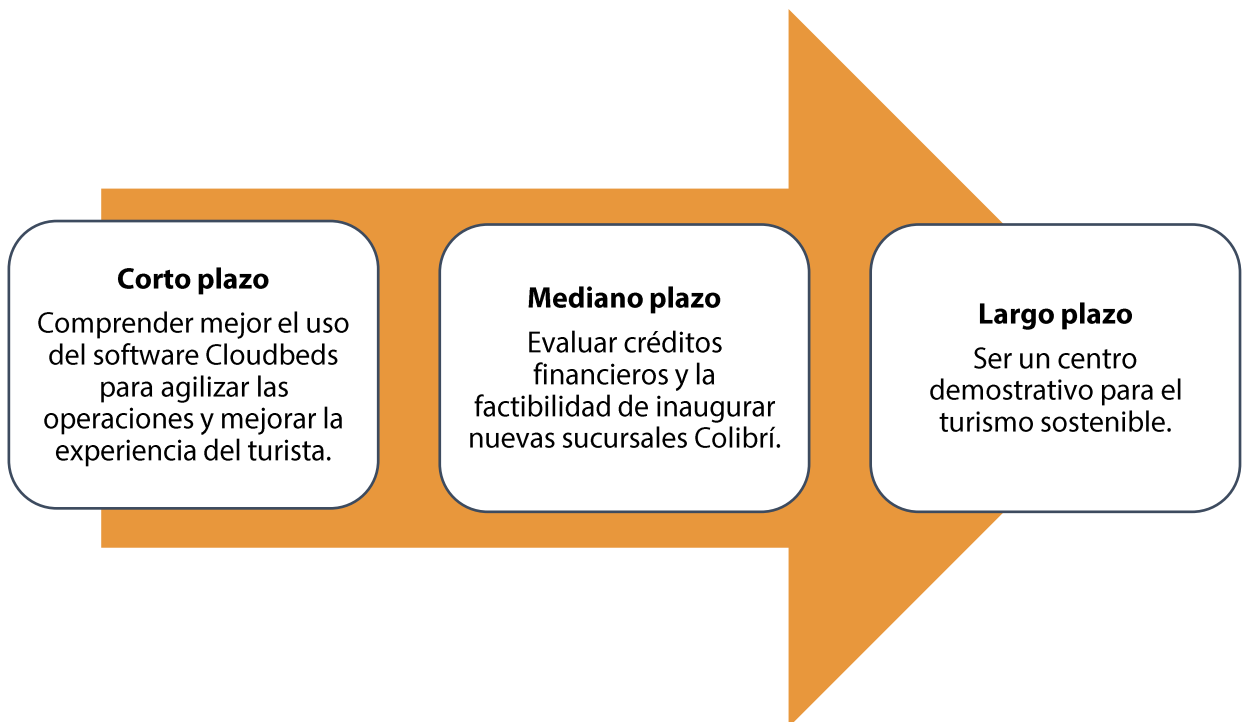 Corto plazo
Comprender mejor el uso
del software Cloudbeds
para agilizar las
operaciones y mejorar la
experiencia del turista.
Mediano plazo
Evaluar créditos
financieros y la
factibilidad de inaugurar
nuevas sucursales Colibrí.
Largo plazo
Ser un centro
demostrativo para el
turismo sostenible.